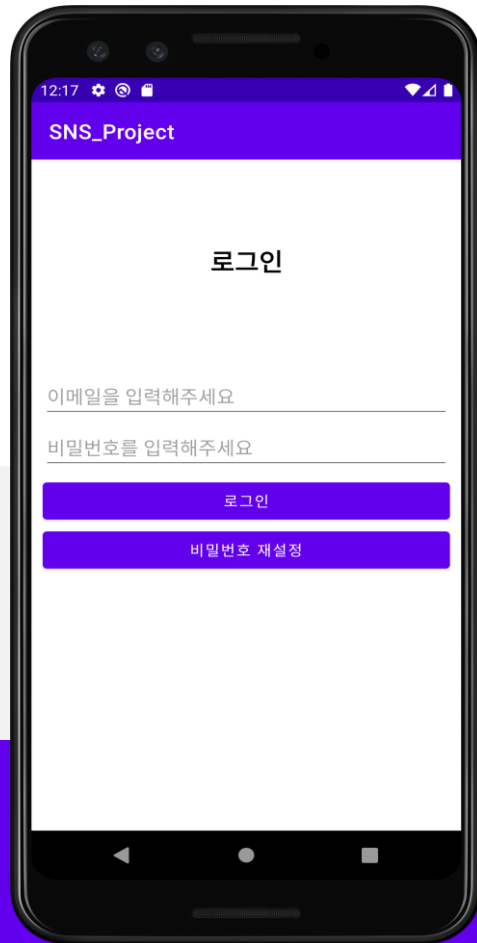 12:17
SNS_Project
로그인
이메일을 입력해주세요
비밀번호를 입력해주세요
로그인
비밀번호 재설정